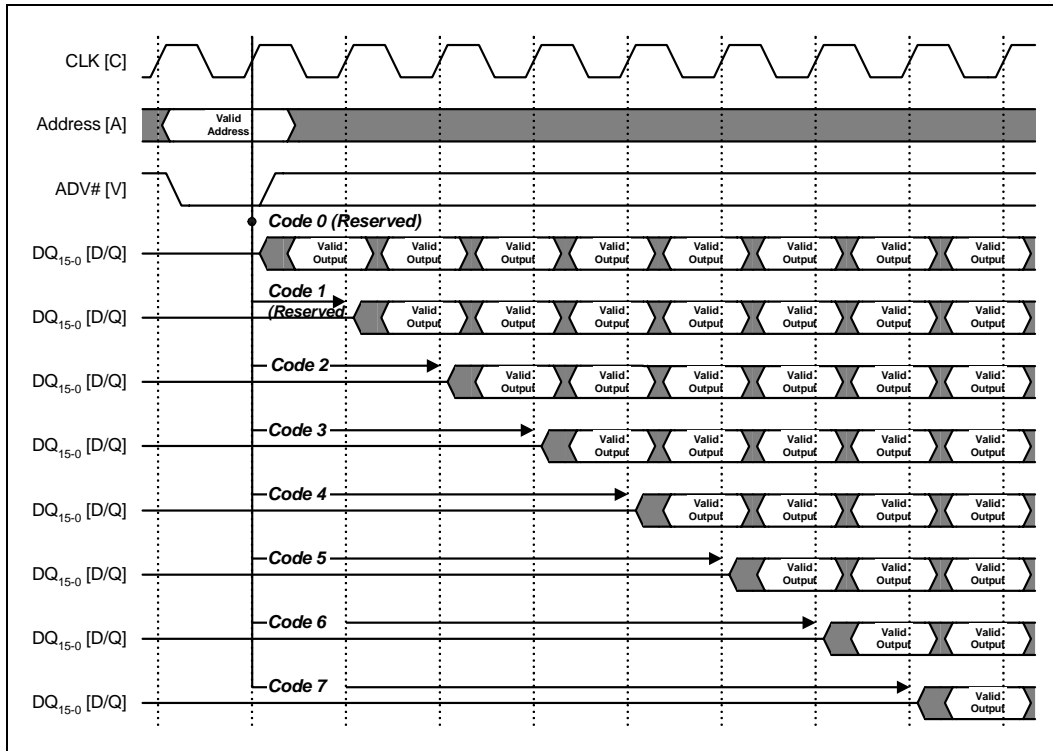 CLK [C]
Address [A]
Valid
Address
ADV# [V]
Code 0 (Reserved)
DQ15-0 [D/Q]
Valid Output Valid Output Valid Output Valid Output Valid Output Valid Output Valid Output Valid Output
Code 1
(Reserved
DQ15-0 [D/Q]
Valid Output Valid Output Valid Output Valid Output Valid Output Valid Output Valid Output
Code 2
DQ15-0 [D/Q]
Valid Output Valid Output Valid Output Valid Output Valid Output Valid Output
Code 3
DQ15-0 [D/Q]
Valid Output Valid Output Valid Output Valid Output Valid Output
Code 4
DQ15-0 [D/Q]
Valid Output Valid Output Valid Output Valid Output
Code 5
DQ15-0 [D/Q]
Valid Output Valid Output Valid Output
Code 6
DQ15-0 [D/Q]
Valid Output Valid Output
Code 7
DQ15-0 [D/Q]
Valid Output